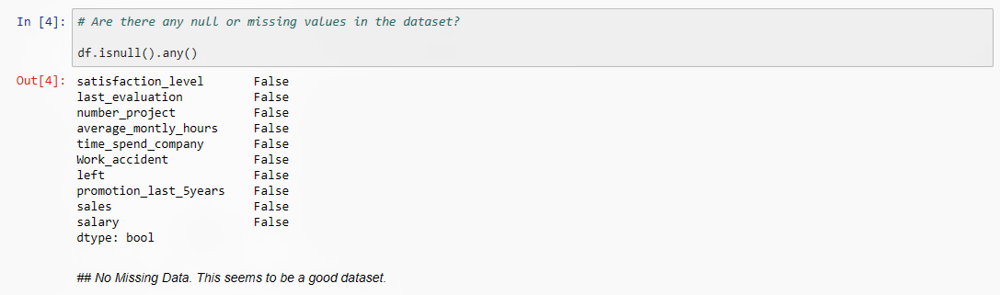 In [4]: # Are there any null or missing values in the dataset?
df.isnull().any()
Out[4]: satisfaction_level False
last_evaluation False
number_project False
average_montly_hours False
time_spend_company False
Work_accident False
left False
promotion_last_5years False
sales False
salary False
dtype: bool
## No Missing Data. This seems to be a good dataset.